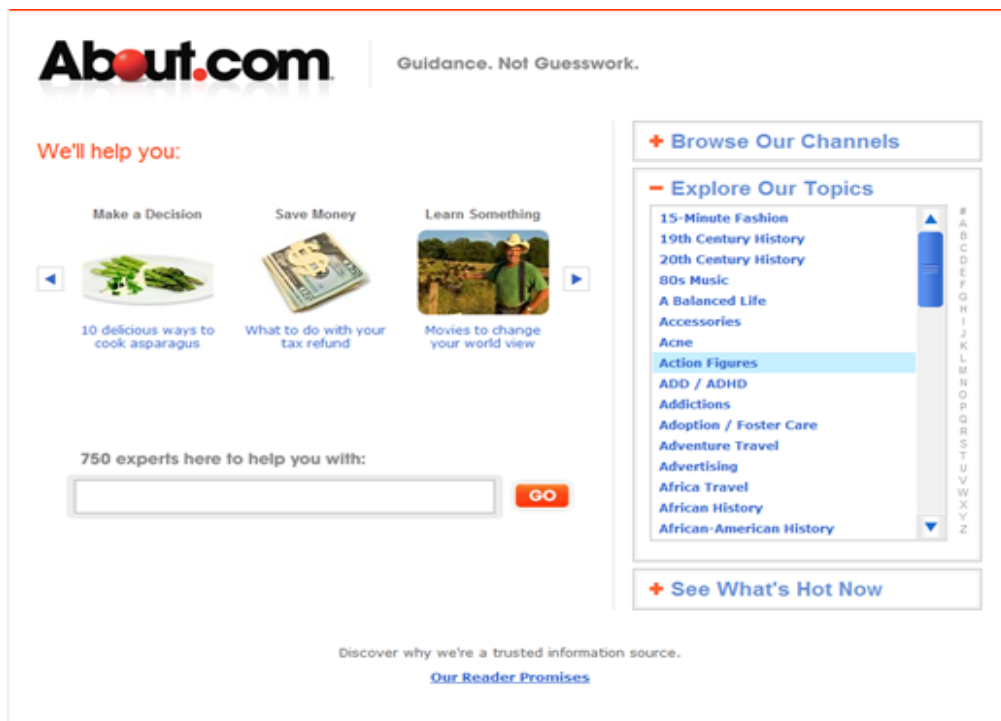 About.com
Guidance. Not Guesswork.
We'll help you:
Make a Decision
10 delicious ways to
cook asparagus
Save Money
What to do with your
tax refund
Learn Something
Movies to change
your world view
750 experts here to help you with:
GO
+ Browse Our Channels
− Explore Our Topics
15-Minute Fashion
19th Century History
20th Century History
80s Music
A Balanced Life
Accessories
Acne
Action Figures
ADD / ADHD
Addictions
Adoption / Foster Care
Adventure Travel
Advertising
Africa Travel
African History
African-American History
#
A
B
C
D
E
F
G
H
I
J
K
L
M
N
O
P
Q
R
S
T
U
V
W
X
Y
Z
+ See What's Hot Now
Discover why we're a trusted information source.
Our Reader Promises